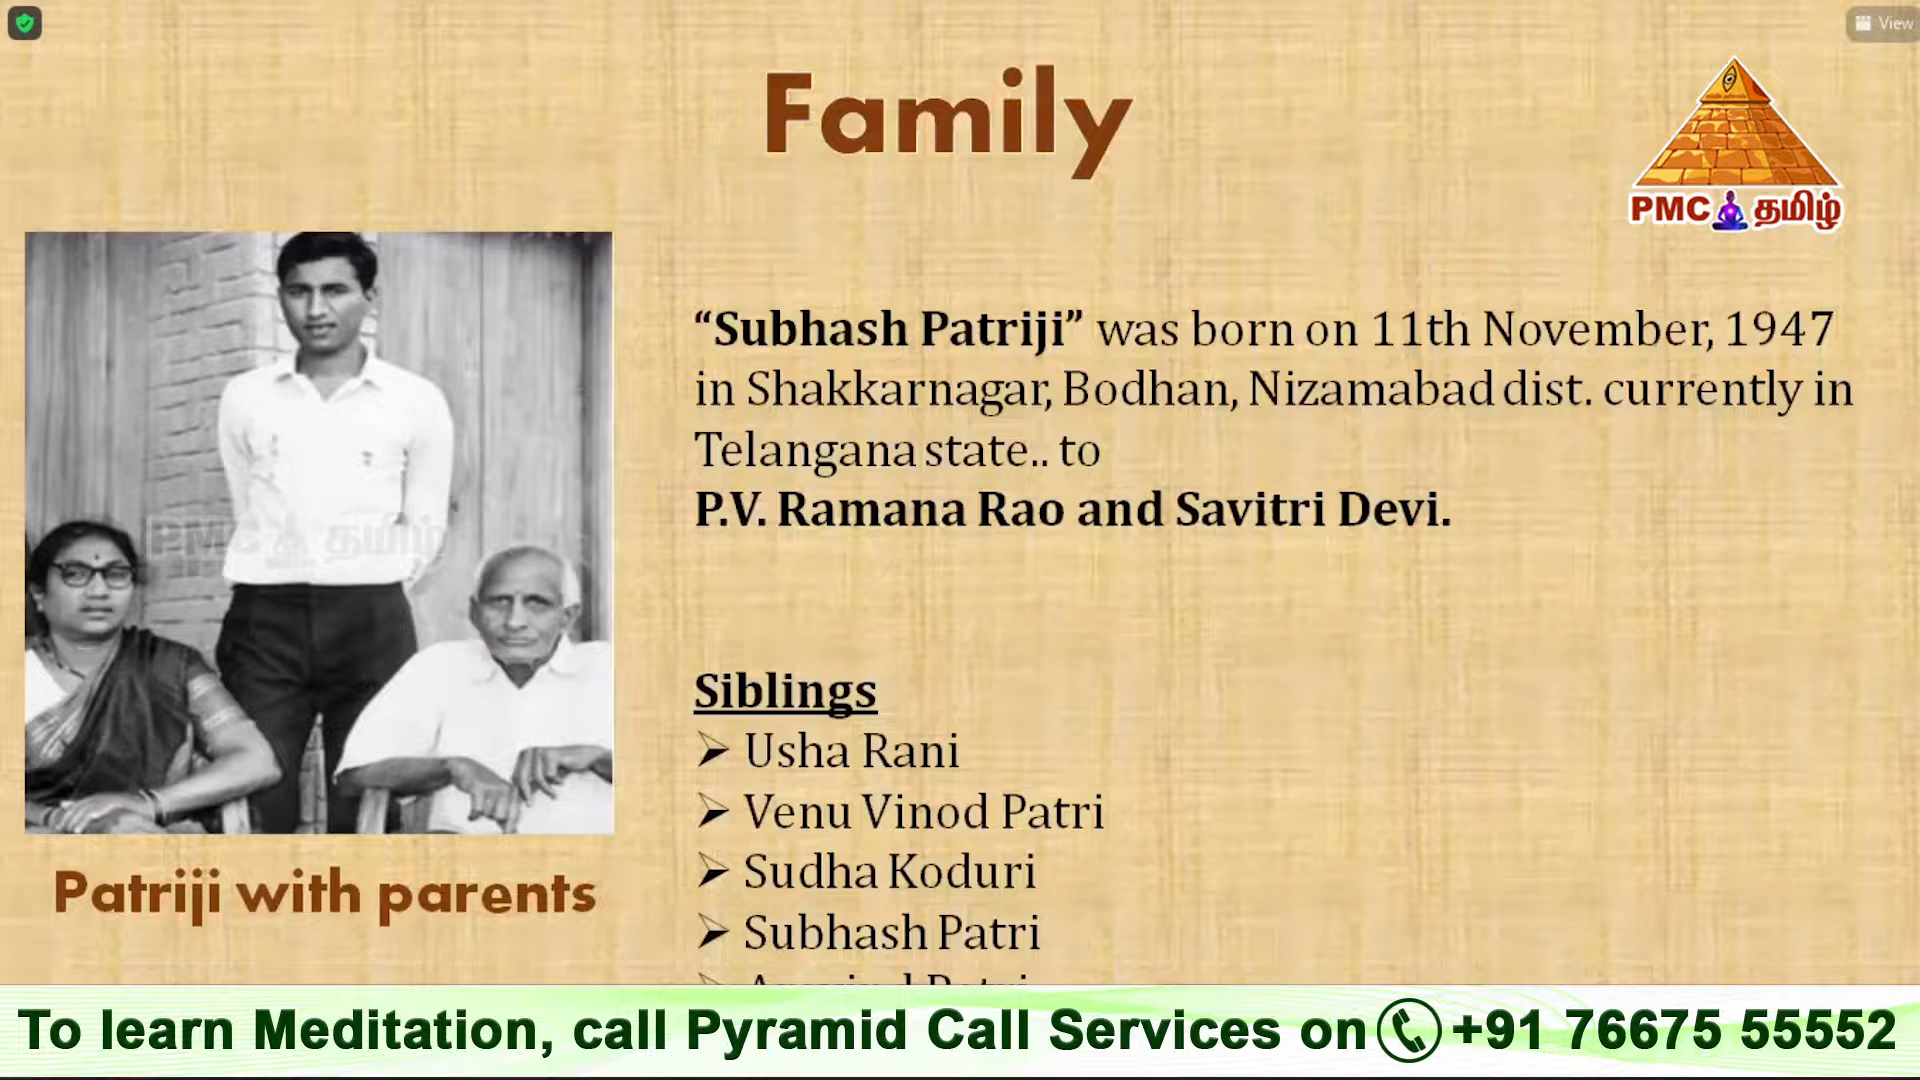 View
Family
PMC தமிழ்
“Subhash Patriji” was born on 11th November, 1947
in Shakkarnagar, Bodhan, Nizamabad dist. currently in
Telangana state.. to
P.V. Ramana Rao and Savitri Devi.
PMC தமிழ்
Siblings
➢ Usha Rani
➢ Venu Vinod Patri
➢ Sudha Koduri
➢ Subhash Patri
Patriji with parents
To learn Meditation, call Pyramid Call Services on +91 76675 55552